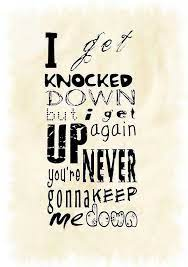 I get
KNOCKED
DOWN
but i get
UP again
you're NEVER
gonna KEEP
me down